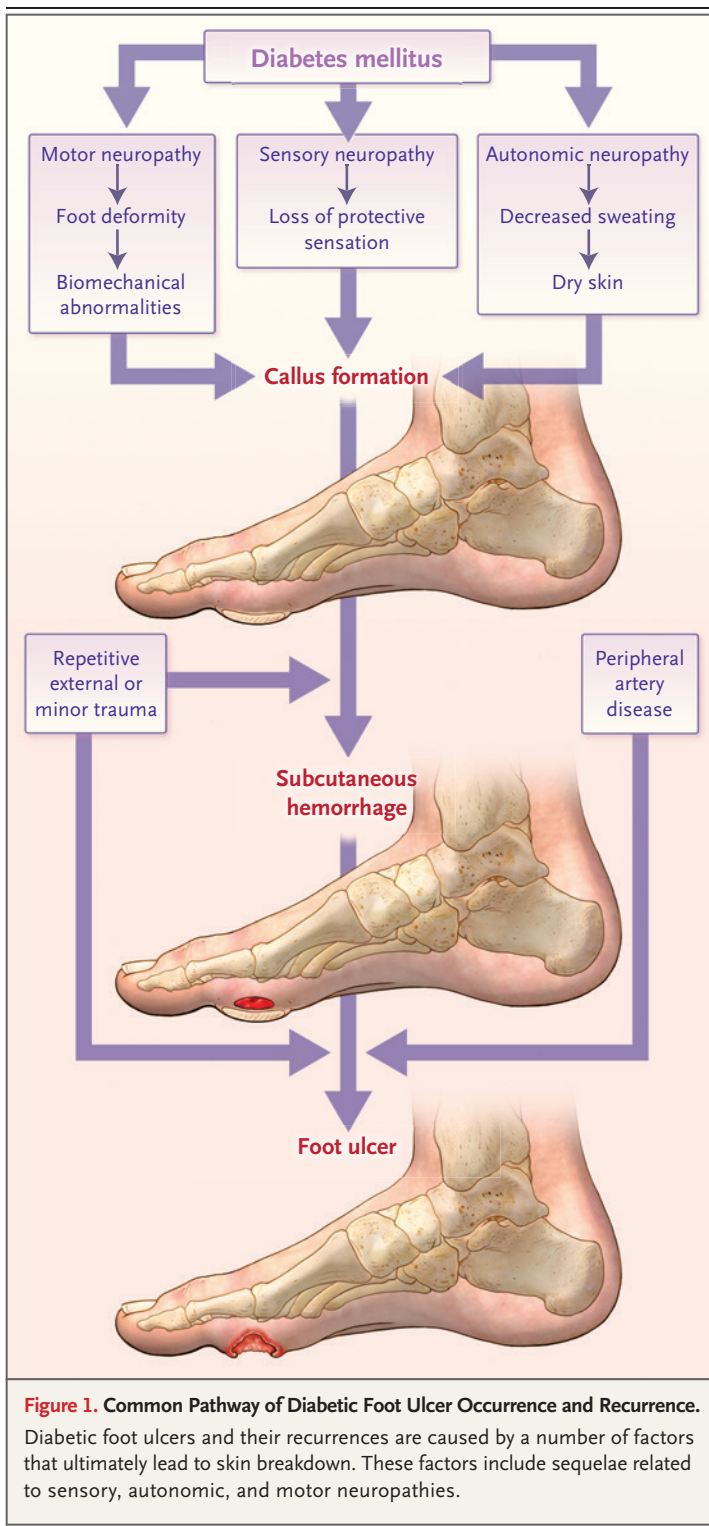 Diabetes mellitus
Motor neuropathy
Foot deformity
Biomechanical
abnormalities
Sensory neuropathy
Loss of protective
sensation
Autonomic neuropathy
Decreased sweating
Dry skin
Callus formation
Repetitive
external or
minor trauma
Peripheral
artery
disease
Subcutaneous
hemorrhage
Foot ulcer
Figure 1. Common Pathway of Diabetic Foot Ulcer Occurrence and Recurrence.
Diabetic foot ulcers and their recurrences are caused by a number of factors
that ultimately lead to skin breakdown. These factors include sequelae related
to sensory, autonomic, and motor neuropathies.